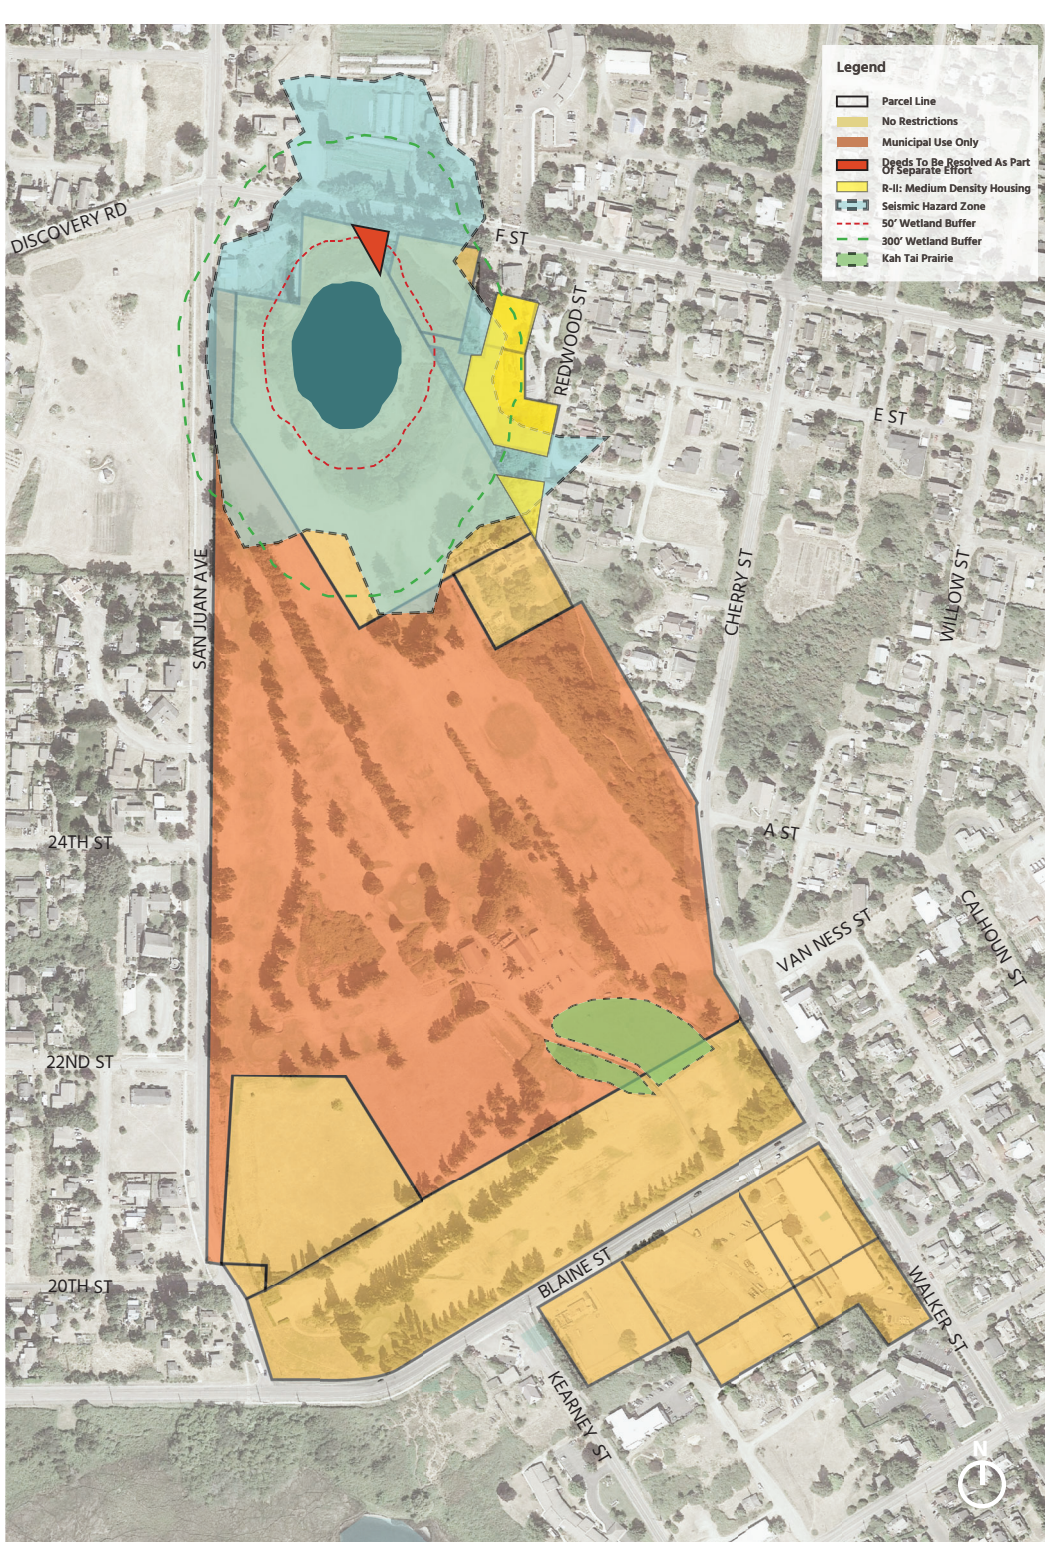 Legend
Parcel Line
No Restrictions
Municipal Use Only
Deeds To Be Resolved As Part
Of Separate Effort
R-II: Medium Density Housing
Seismic Hazard Zone
50' Wetland Buffer
300' Wetland Buffer
Kah Tai Prairie
DISCOVERY RD
F ST
REDWOOD ST
E ST
SAN JUAN AVE
CHERRY ST
WILLOW ST
24TH ST
A ST
CALHOUN ST
VAN NESS ST
22ND ST
20TH ST
BLAINE ST
WALKER ST
KEARNEY ST
N